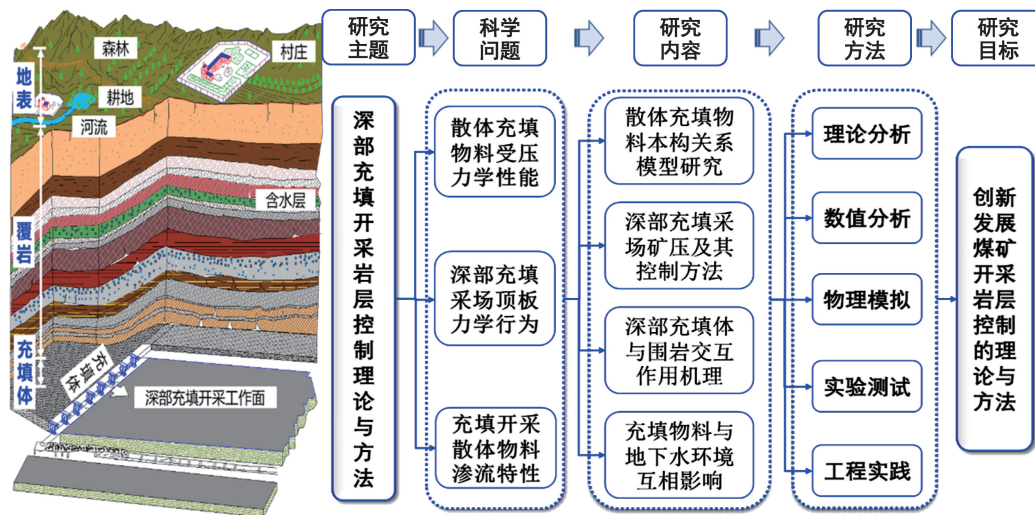 森林
村庄
地表
耕地
河流
含水层
覆岩
充填体
充填体
深部充填开采工作面
研究
主题
科学
问题
研究
内容
研究
方法
研究
目标
深部充填开采岩层控制理论与方法
散体充填
物料受压
力学性能
深部充填
采场顶板
力学行为
充填开采
散体物料
渗流特性
散体充填物
料本构关系
模型研究
深部充填采
场矿压及其
控制方法
深部充填体
与围岩交互
作用机理
充填物料与
地下水环境
互相影响
理论分析
数值分析
物理模拟
实验测试
工程实践
创新发展煤矿开采岩层控制的理论与方法